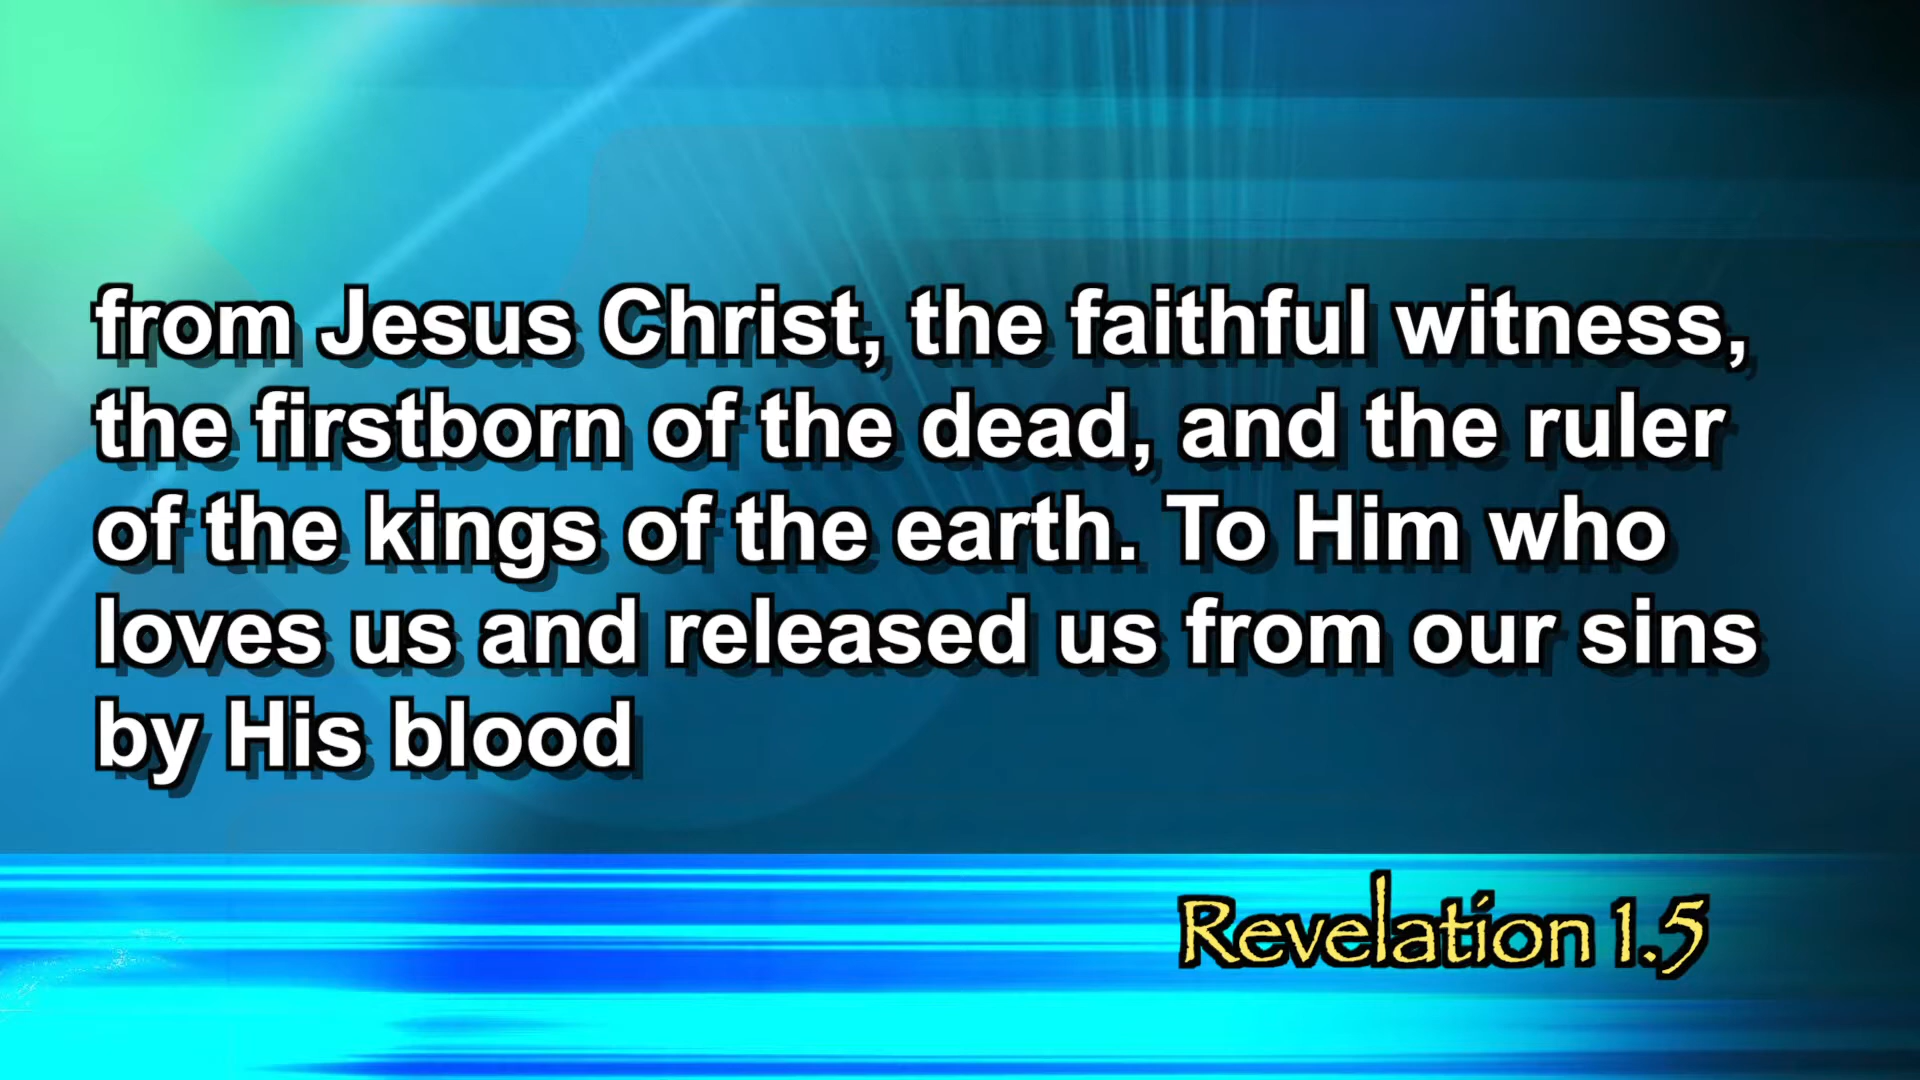 from Jesus Christ, the faithful witness,
the firstborn of the dead, and the ruler
of the kings of the earth. To Him who
loves us and released us from our sins
by His blood
Revelation 1.5